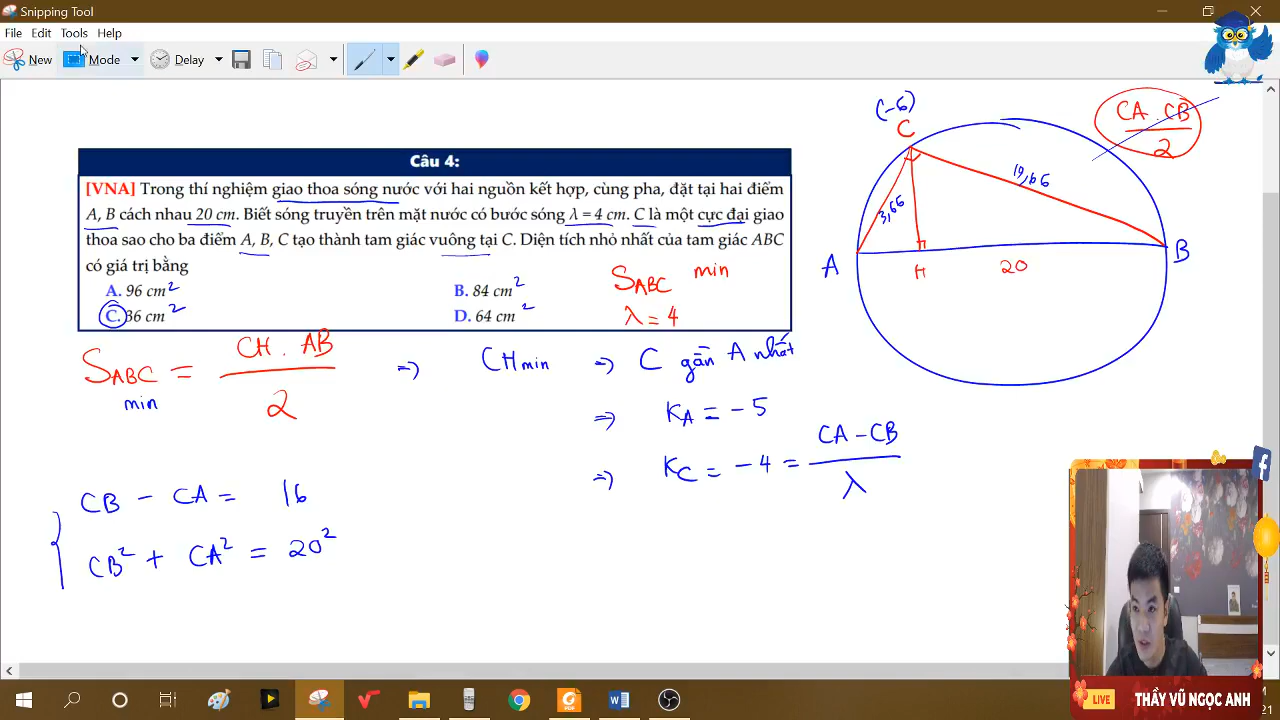 Snipping Tool
File Edit Tools Help
New Mode Delay
Câu 4:
[VNA] Trong thí nghiệm giao thoa sóng nước với hai nguồn kết hợp, cùng pha, đặt tại hai điểm
A, B cách nhau 20 cm. Biết sóng truyền trên mặt nước có bước sóng λ = 4 cm. C là một cực đại giao
thoa sao cho ba điểm A, B, C tạo thành tam giác vuông tại C. Diện tích nhỏ nhất của tam giác ABC
có giá trị bằng
A. 96 cm²
B. 84 cm²
C. 36 cm²
D. 64 cm²
S_ABC min
λ = 4
CA . CB / 2
C
3,66
19,66
A
H
20
B
S_ABC min = CH . AB / 2 => CH min => C gần A nhất
=> K_A = -5
=> K_C = -4 = CA - CB / λ
CB - CA = 16
CB² + CA² = 20²
LIVE THẦY VŨ NGỌC ANH